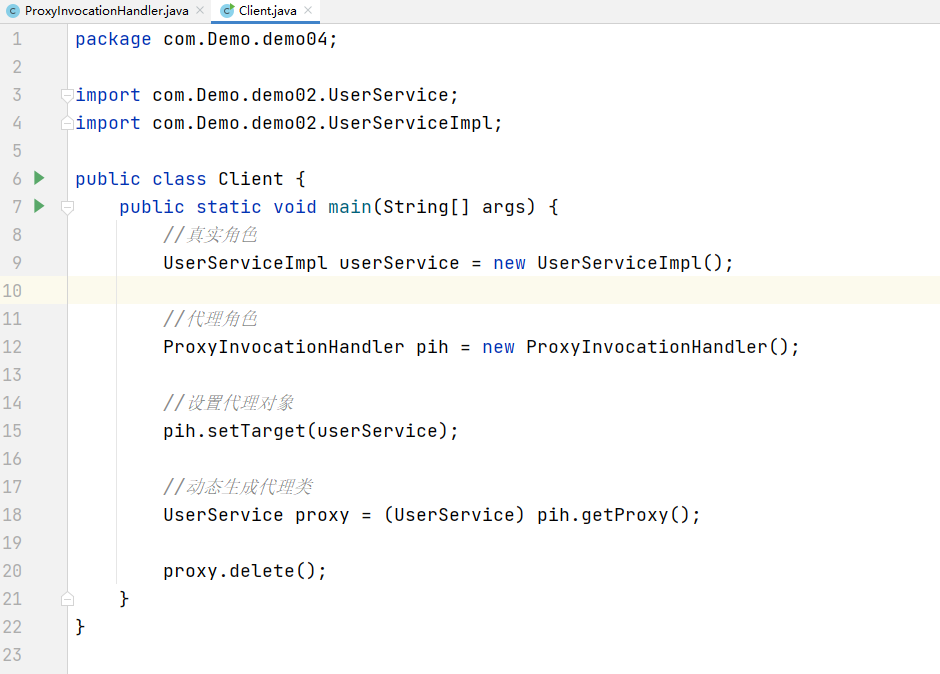 ProxyInvocationHandler.java Client.java
1 package com.Demo.demo04;
2
3 import com.Demo.demo02.UserService;
4 import com.Demo.demo02.UserServiceImpl;
5
6 public class Client {
7 public static void main(String[] args) {
8 //真实角色
9 UserServiceImpl userService = new UserServiceImpl();
10
11 //代理角色
12 ProxyInvocationHandler pih = new ProxyInvocationHandler();
13
14 //设置代理对象
15 pih.setTarget(userService);
16
17 //动态生成代理类
18 UserService proxy = (UserService) pih.getProxy();
19
20 proxy.delete();
21 }
22 }
23